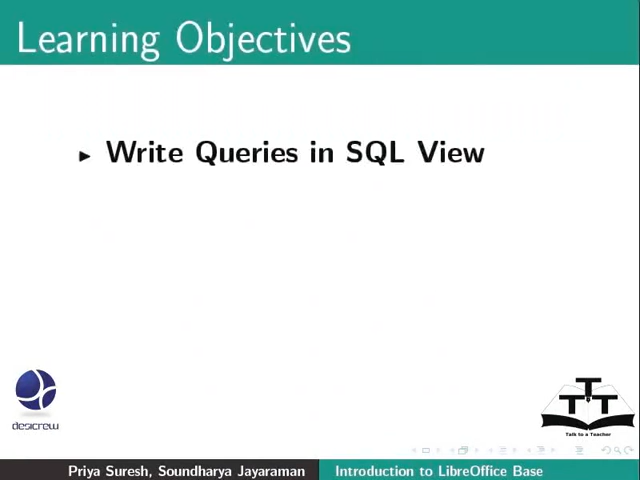 Learning Objectives
Write Queries in SQL View
desicrew
T
T T
Talk to a Teacher
Priya Suresh, Soundharya Jayaraman
Introduction to LibreOffice Base